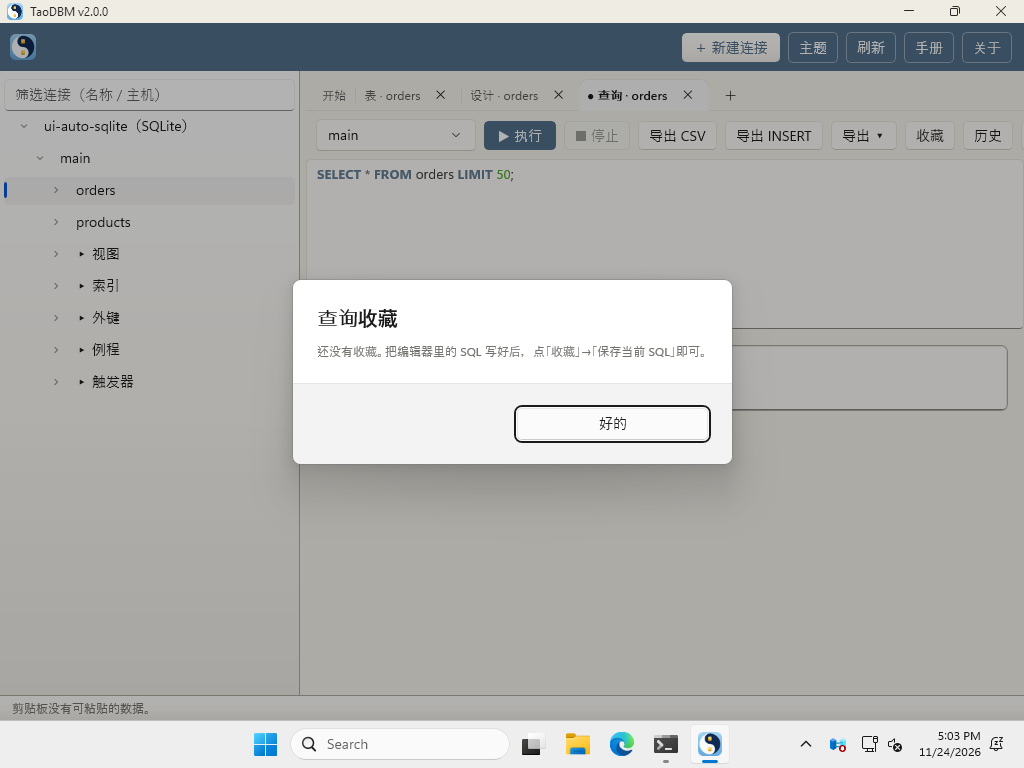 TaoDBM v2.0.0
＋ 新建连接
主题
刷新
手册
关于
筛选连接（名称 / 主机）
ui-auto-sqlite（SQLite）
main
orders
products
视图
索引
外键
例程
触发器
开始
表 · orders
设计 · orders
● 查询 · orders
main
执行
停止
导出 CSV
导出 INSERT
导出
收藏
历史
SELECT * FROM orders LIMIT 50;
查询收藏
还没有收藏。把编辑器里的 SQL 写好后，点「收藏」→「保存当前 SQL」即可。
好的
剪贴板没有可粘贴的数据。
Search
5:03 PM
11/24/2026